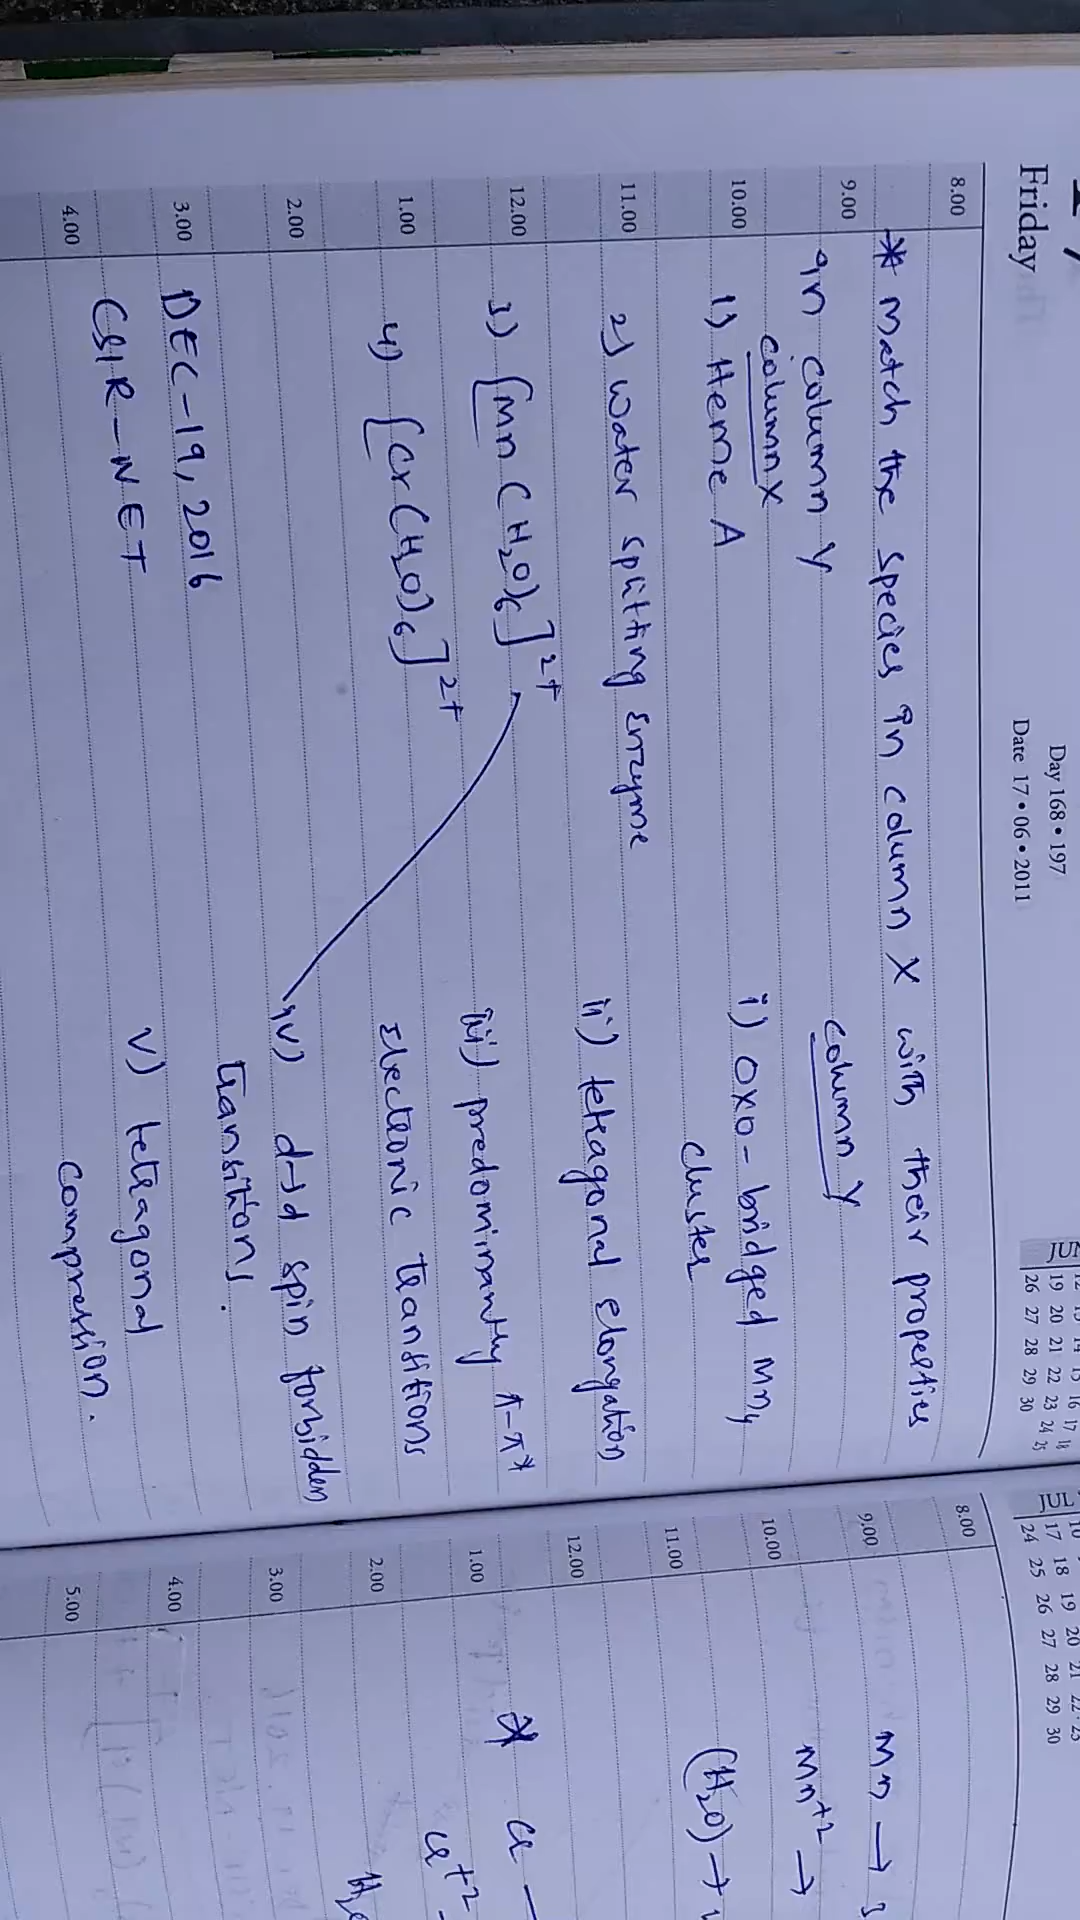 Friday
Day 168 • 197
Date 17 • 06 • 2011
JUN
19 20 21 22 23 24 25
26 27 28 29 30
8.00
* Match the species in column X with their properties
9.00
in column Y
column X
column Y
10.00
1) Heme A
i) oxo-bridged Mn4
cluster
11.00
2) water splitting Enzyme
ii) tetragonal Elongation
12.00
3) [Mn(H2O)6]2+
iii) predominantly π-π*
1.00
4) [Cr(H2O)6]2+
Electronic transitions
2.00
iv) d→d spin forbidden
transitions.
3.00
DEC-19, 2016
v) tetragonal
4.00
CSIR-NET
compression.
JUL
17 18 19 20 21 22 23
24 25 26 27 28 29 30
8.00
9.00
Mn →
10.00
Mn+2 →
11.00
(H2O) →
12.00
1.00
* Cr
2.00
Cr+2
3.00
4.00
5.00